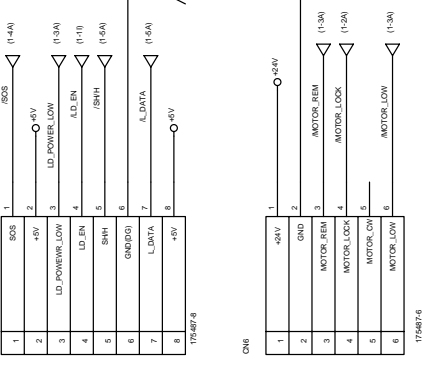 (1-4A)
(1-3A)
(1-1I)
(1-5A)
(1-5A)
/SOS
+5V
LD_POWER_LOW
/LD_EN
/SH/H
/L_DATA
+5V
1
2
3
4
5
6
7
8
SOS
+5V
LD_POWEWR_LOW
LD_EN
SH/H
GND(DG)
L_DATA
+5V
1
2
3
4
5
6
7
8
175487-8
(1-3A)
(1-2A)
(1-3A)
+24V
/MOTOR_REM
/MOTOR_LOCK
/MOTOR_LOW
1
2
3
4
5
6
+24V
GND
MOTOR_REM
MOTOR_LOCK
MOTOR_CW
MOTOR_LOW
CN6
1
2
3
4
5
6
175487-6